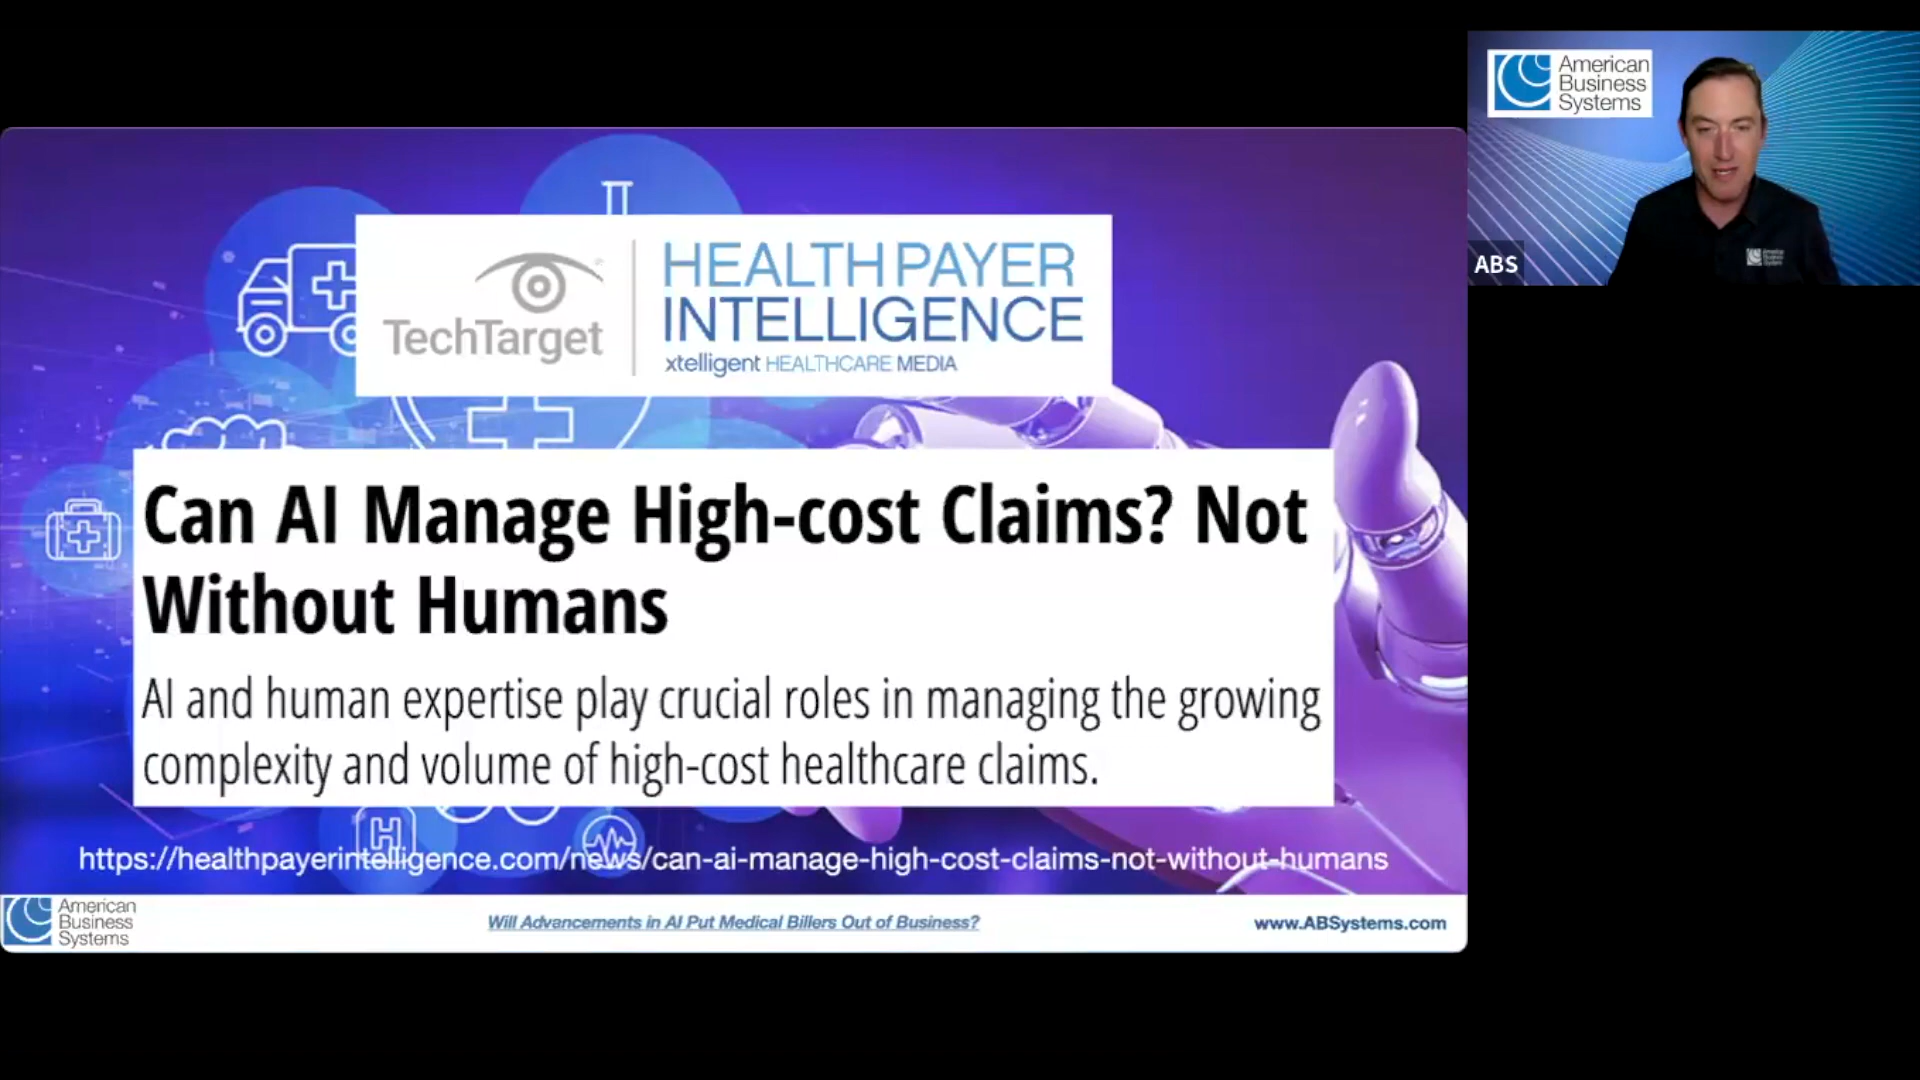 American
Business
Systems
ABS
TechTarget
HEALTH PAYER
INTELLIGENCE
xtelligent HEALTHCARE MEDIA
Can AI Manage High-cost Claims? Not
Without Humans
AI and human expertise play crucial roles in managing the growing
complexity and volume of high-cost healthcare claims.
H
https://healthpayerintelligence.com/news/can-ai-manage-high-cost-claims-not-without-humans
American
Business
Systems
Will Advancements in AI Put Medical Billers Out of Business?
www.ABSystems.com